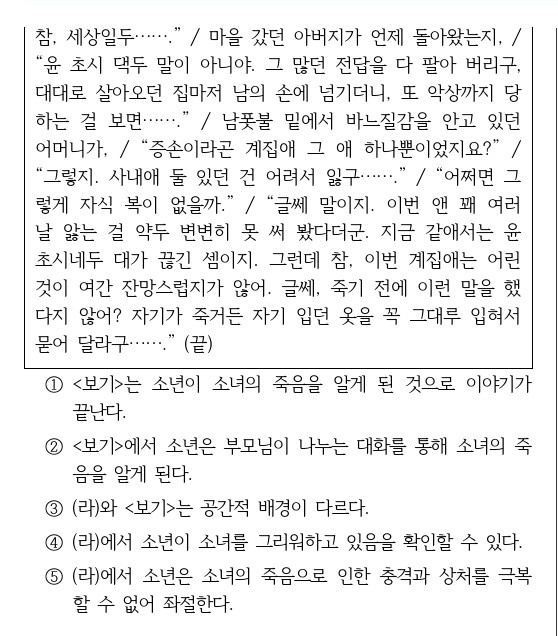 참, 세상일두……." / 마을 갔던 아버지가 언제 돌아왔는지, /
"윤 초시 댁두 말이 아니야. 그 많던 전답을 다 팔아 버리구,
대대로 살아오던 집마저 남의 손에 넘기더니, 또 악상까지 당
하는 걸 보면……." / 남폿불 밑에서 바느질감을 안고 있던
어머니가, / "증손이라곤 계집애 그 애 하나뿐이었지요?" /
"그렇지. 사내애 둘 있던 건 어려서 잃구……." / "어쩌면 그
렇게 자식 복이 없을까." / "글쎄 말이지. 이번 앤 꽤 여러
날 앓는 걸 약두 변변히 못 써 봤다더군. 지금 같애서는 윤
초시네두 대가 끊긴 셈이지. 그런데 참, 이번 계집애는 어린
것이 여간 잔망스럽지가 않어. 글쎄, 죽기 전에 이런 말을 했
다지 않어? 자기가 죽거든 자기 입던 옷을 꼭 그대루 입혀서
묻어 달라구……." (끝)
① <보기>는 소년이 소녀의 죽음을 알게 된 것으로 이야기가
끝난다.
② <보기>에서 소년은 부모님이 나누는 대화를 통해 소녀의 죽
음을 알게 된다.
③ (라)와 <보기>는 공간적 배경이 다르다.
④ (라)에서 소년이 소녀를 그리워하고 있음을 확인할 수 있다.
⑤ (라)에서 소년은 소녀의 죽음으로 인한 충격과 상처를 극복
할 수 없어 좌절한다.